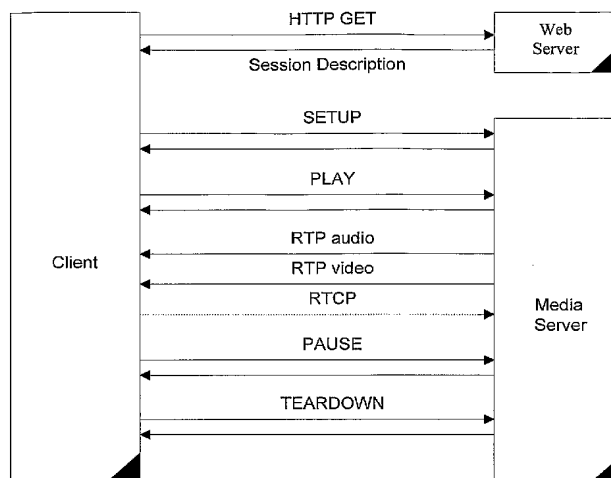 HTTP GET
Web
Server
Session Description
SETUP
PLAY
RTP audio
Client
RTP video
RTCP
Media
Server
PAUSE
TEARDOWN